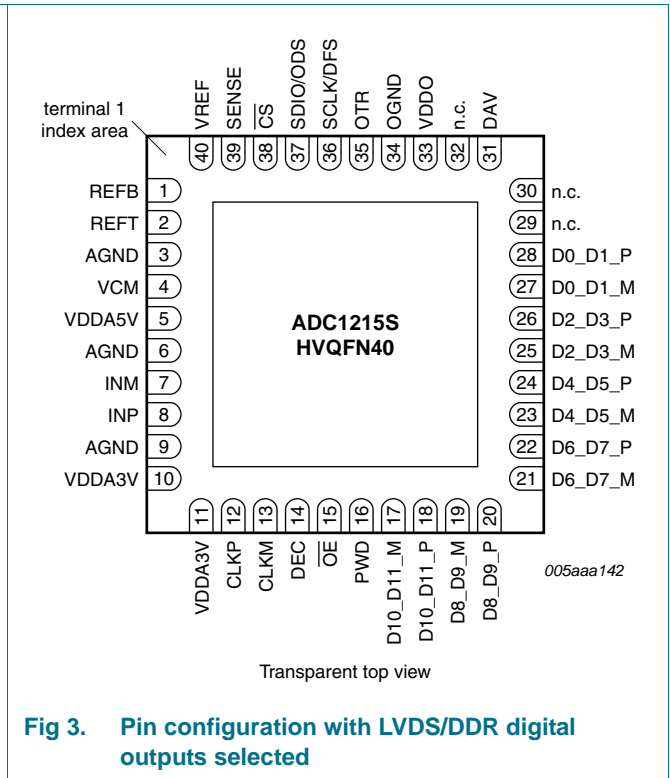 terminal 1
index area
VREF
SENSE
CS
SDIO/ODS
SCLK/DFS
OTR
OGND
VDDO
n.c.
DAV
40
39
38
37
36
35
34
33
32
31
REFB 1
REFT 2
AGND 3
VCM 4
VDDA5V 5
AGND 6
INM 7
INP 8
AGND 9
VDDA3V 10
ADC1215S
HVQFN40
30 n.c.
29 n.c.
28 D0_D1_P
27 D0_D1_M
26 D2_D3_P
25 D2_D3_M
24 D4_D5_P
23 D4_D5_M
22 D6_D7_P
21 D6_D7_M
11
12
13
14
15
16
17
18
19
20
VDDA3V
CLKP
CLKM
DEC
OE
PWD
D10_D11_M
D10_D11_P
D8_D9_M
D8_D9_P
005aaa142
Transparent top view
Fig 3. Pin configuration with LVDS/DDR digital
outputs selected